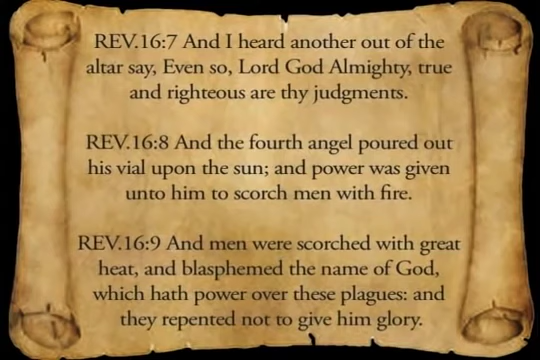 REV.16:7 And I heard another out of the
altar say, Even so, Lord God Almighty, true
and righteous are thy judgments.
REV.16:8 And the fourth angel poured out
his vial upon the sun; and power was given
unto him to scorch men with fire.
REV.16:9 And men were scorched with great
heat, and blasphemed the name of God,
which hath power over these plagues: and
they repented not to give him glory.